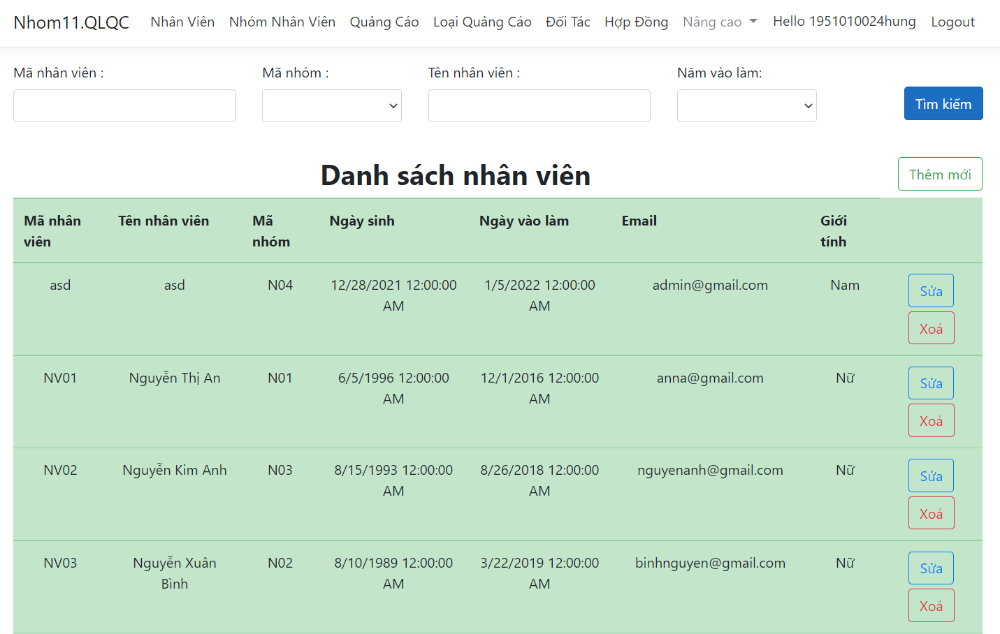 Nhom11.QLQC Nhân Viên Nhóm Nhân Viên Quảng Cáo Loại Quảng Cáo Đối Tác Hợp Đồng Nâng cao Hello 1951010024hung Logout
Mã nhân viên : Mã nhóm : Tên nhân viên : Năm vào làm:
Tìm kiếm
Danh sách nhân viên Thêm mới
Mã nhân Tên nhân viên Mã Ngày sinh Ngày vào làm Email Giới
viên nhóm tính
asd asd N04 12/28/2021 12:00:00 1/5/2022 12:00:00 admin@gmail.com Nam Sửa
AM AM
Xoá
NV01 Nguyễn Thị An N01 6/5/1996 12:00:00 12/1/2016 12:00:00 anna@gmail.com Nữ Sửa
AM AM
Xoá
NV02 Nguyễn Kim Anh N03 8/15/1993 12:00:00 8/26/2018 12:00:00 nguyenanh@gmail.com Nữ Sửa
AM AM
Xoá
NV03 Nguyễn Xuân N02 8/10/1989 12:00:00 3/22/2019 12:00:00 binhnguyen@gmail.com Nữ Sửa
Bình AM AM
Xoá